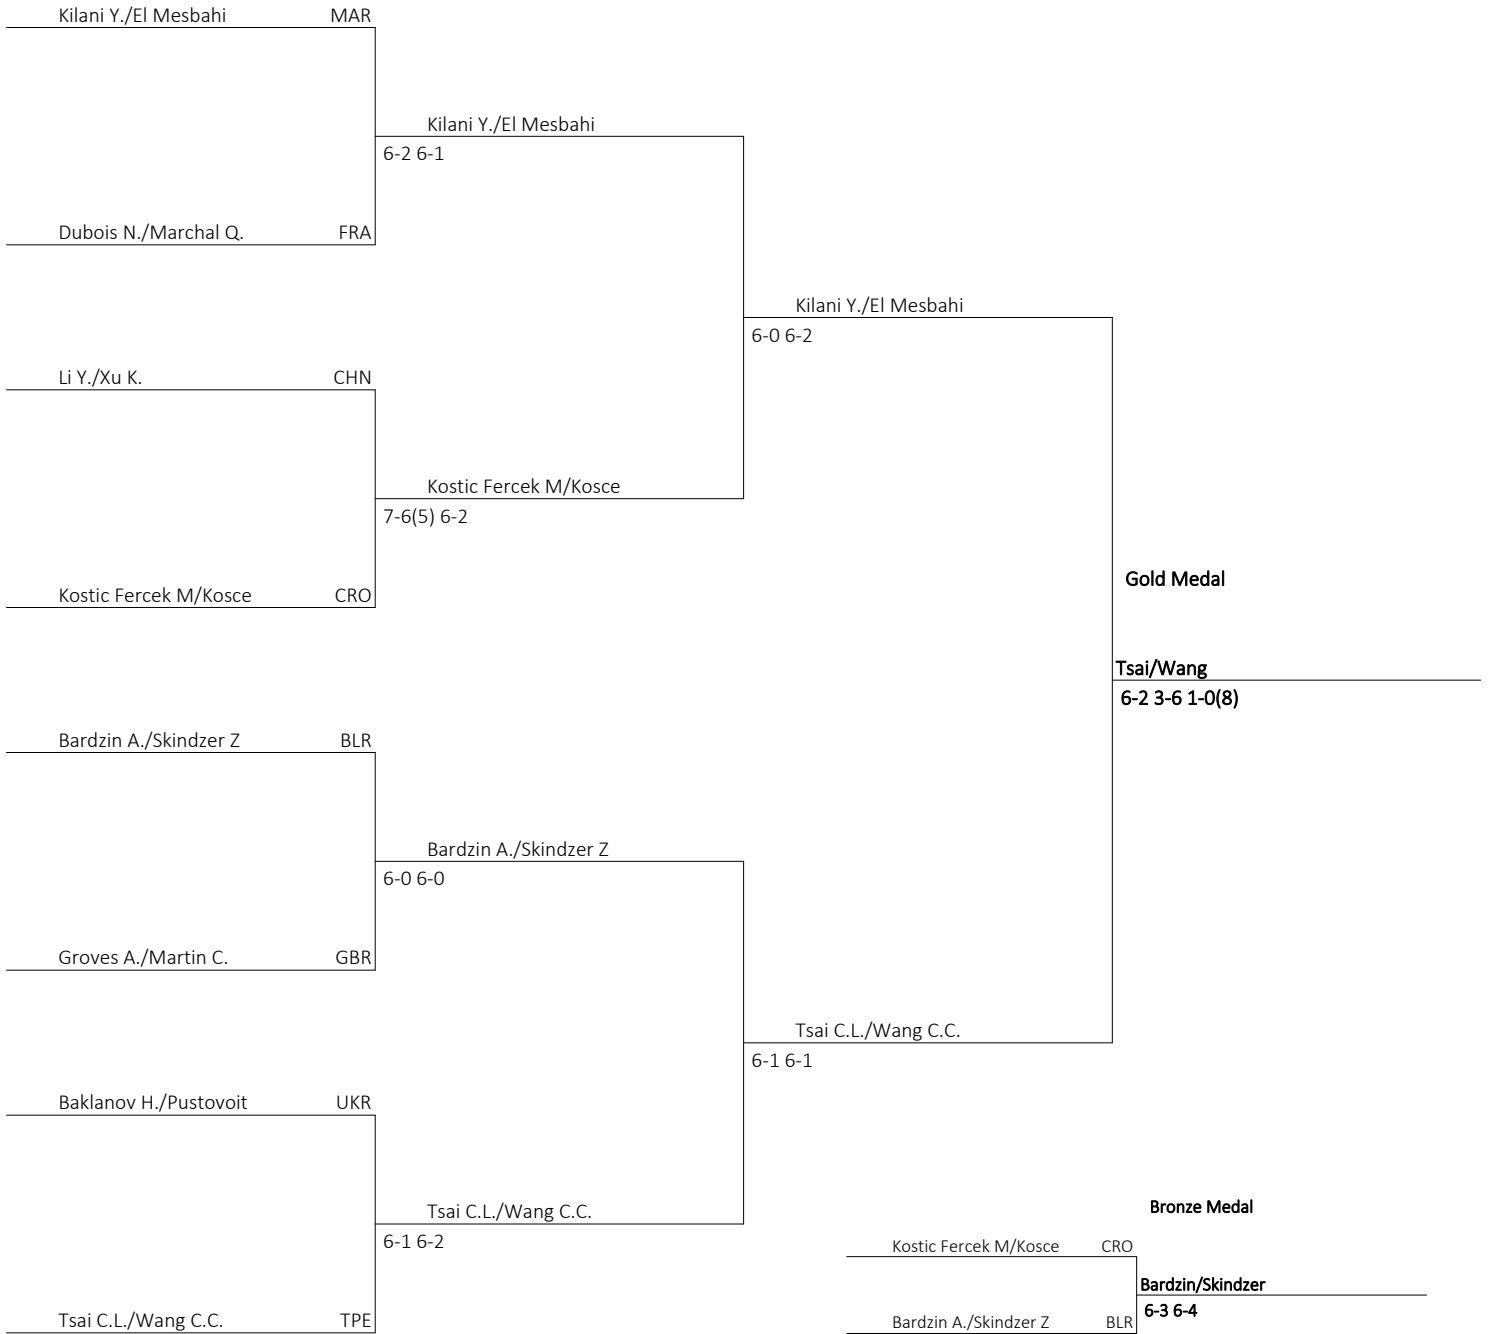 Kilani Y./El Mesbahi MAR
Kilani Y./El Mesbahi
6-2 6-1
Dubois N./Marchal Q. FRA
Kilani Y./El Mesbahi
6-0 6-2
Li Y./Xu K. CHN
Kostic Fercek M/Kosce
7-6(5) 6-2
Gold Medal
Kostic Fercek M/Kosce CRO
Tsai/Wang
6-2 3-6 1-0(8)
Bardzin A./Skindzer Z BLR
Bardzin A./Skindzer Z
6-0 6-0
Groves A./Martin C. GBR
Tsai C.L./Wang C.C.
6-1 6-1
Baklanov H./Pustovoit UKR
Tsai C.L./Wang C.C.
6-1 6-2
Tsai C.L./Wang C.C. TPE
Bronze Medal
Kostic Fercek M/Kosce CRO
Bardzin/Skindzer
6-3 6-4
Bardzin A./Skindzer Z BLR